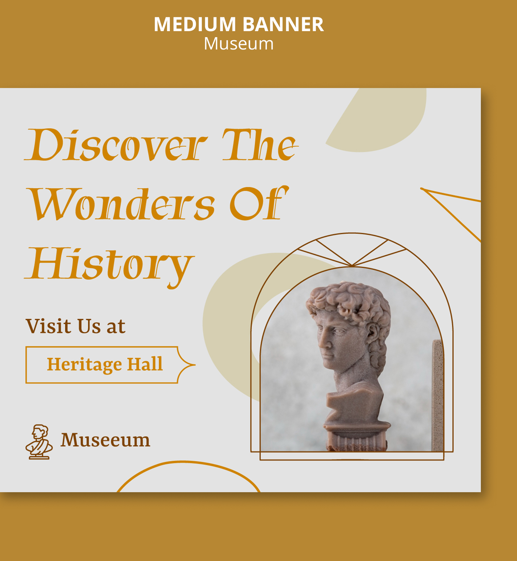 MEDIUM BANNER
Museum
Discover The
Wonders Of
History
Visit Us at
Heritage Hall
Museeum